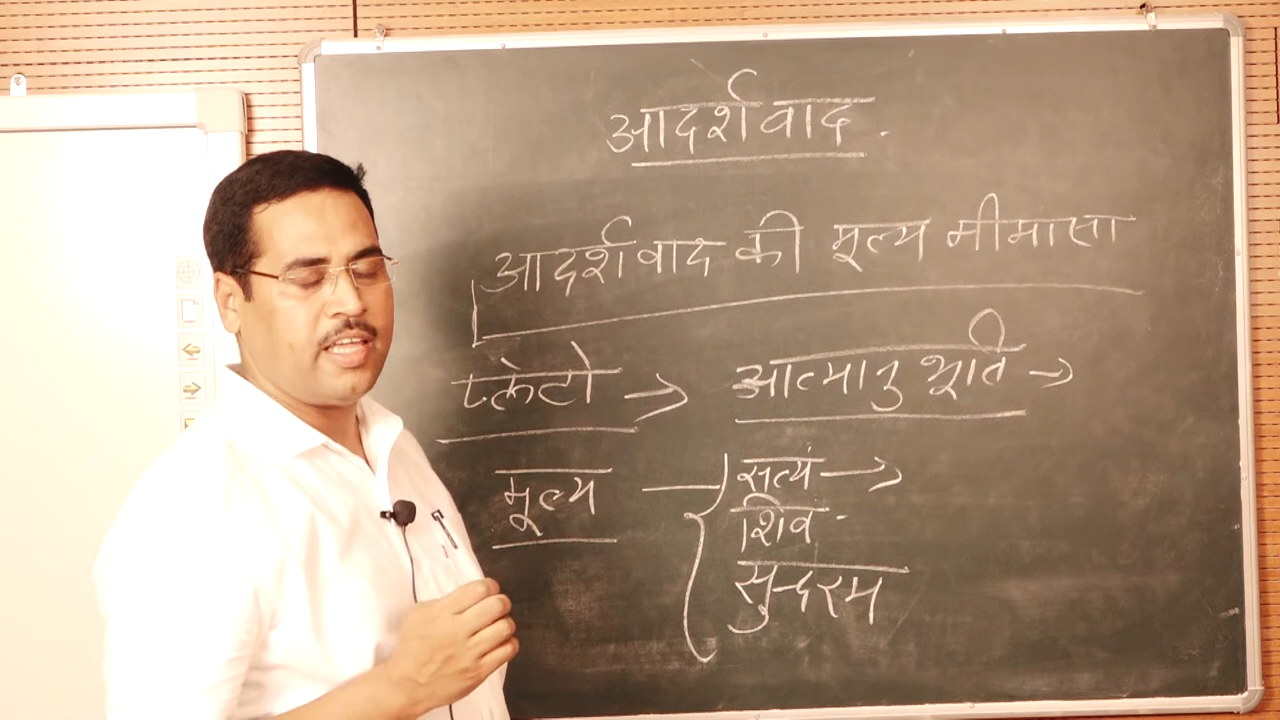 आदर्शवाद.
आदर्शवाद की मूल्य मीमासा
प्लेटो → आत्मानुभूति →
मूल्य — सत्यं →
शिव -
सुन्दरम